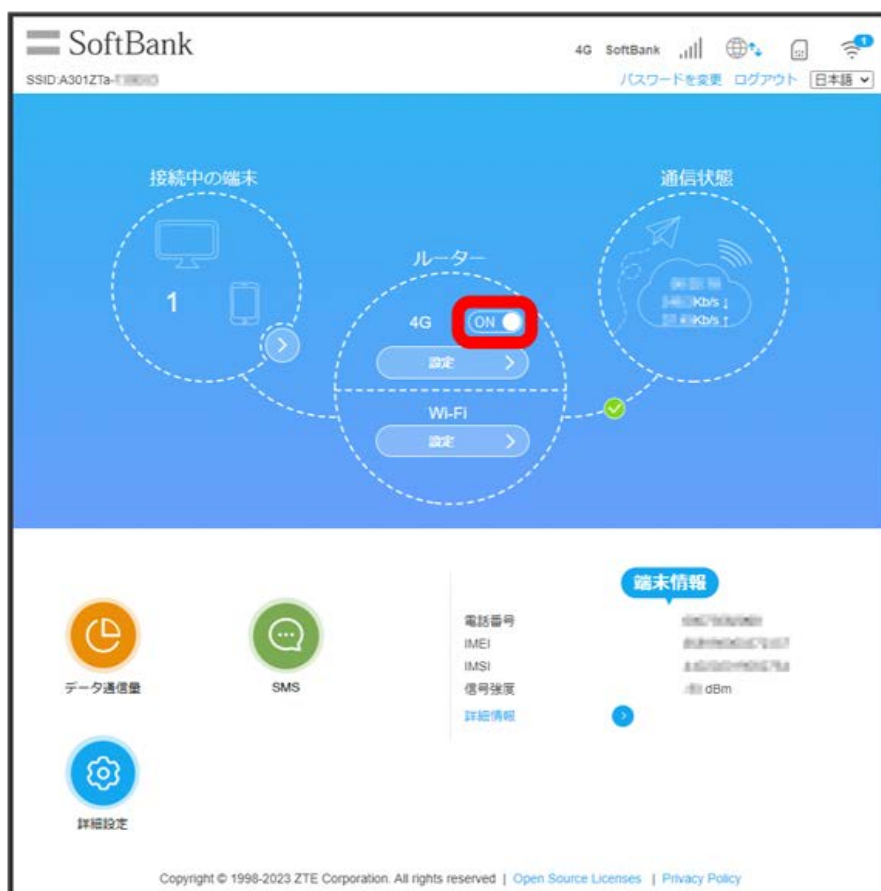 SoftBank
4G SoftBank
1
SSID:A301ZTa-
パスワードを変更 ログアウト 日本語
接続中の端末
通信状態
ルーター
1
4G ON
Kb/s ↓
Kb/s ↑
設定
Wi-Fi
設定
端末情報
電話番号
IMEI
IMSI
信号強度 dBm
詳細情報
データ通信量
SMS
詳細設定
Copyright © 1998-2023 ZTE Corporation. All rights reserved | Open Source Licenses | Privacy Policy